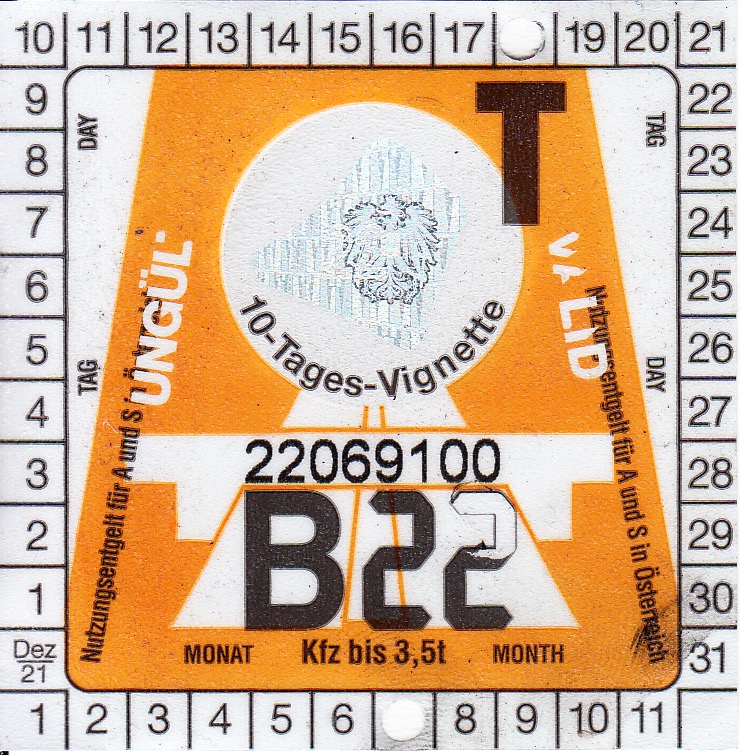 10 11 12 13 14 15 16 17 19 20 21
9 22
8 23
7 24
6 25
5 26
4 27
3 28
2 29
1 30
Dez
21
31
1 2 3 4 5 6 8 9 10 11
DAY
TAG
T
TAG
DAY
UNGÜL
VALID
10-Tages-Vignette
Nutzungsentgelt für A und S in
Nutzungsentgelt für A und S in Österreich
22069100
B22
MONAT Kfz bis 3,5t MONTH